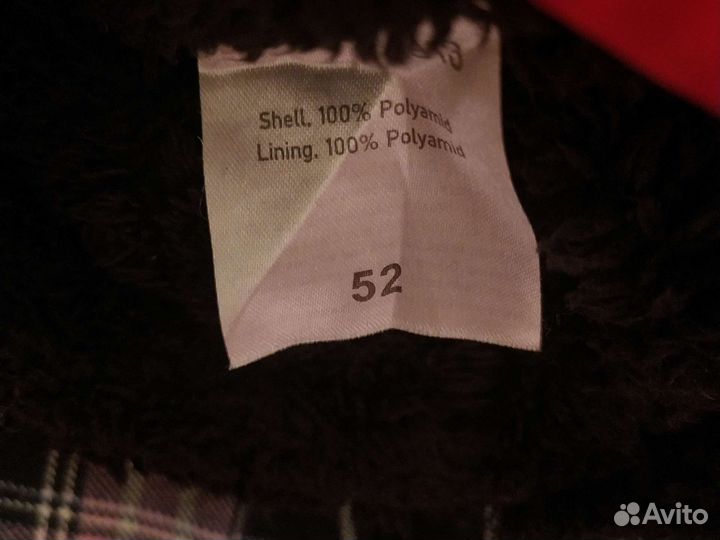 Shell. 100% Polyamid
Lining. 100% Polyamid
52
Avito